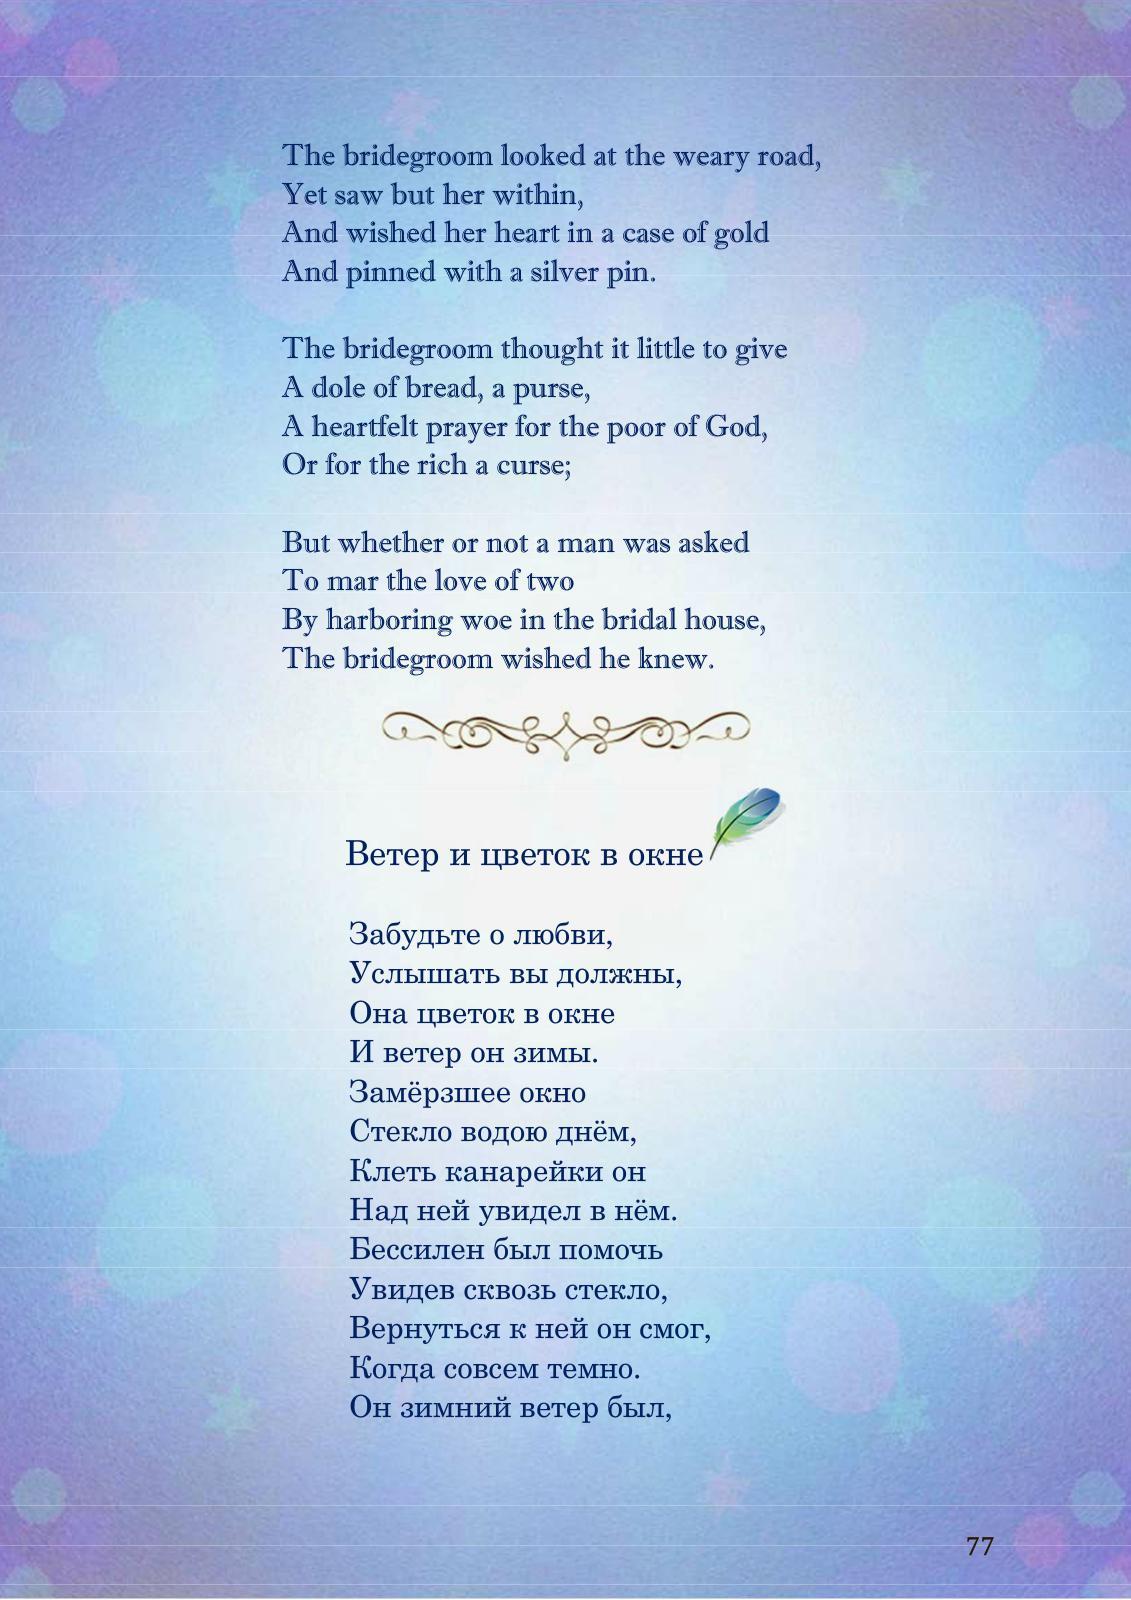 The bridegroom looked at the weary road,
Yet saw but her within,
And wished her heart in a case of gold
And pinned with a silver pin.
The bridegroom thought it little to give
A dole of bread, a purse,
A heartfelt prayer for the poor of God,
Or for the rich a curse;
But whether or not a man was asked
To mar the love of two
By harboring woe in the bridal house,
The bridegroom wished he knew.
Ветер и цветок в окне
Забудьте о любви,
Услышать вы должны,
Она цветок в окне
И ветер он зимы.
Замёрзшее окно
Стекло водою днём,
Клеть канарейки он
Над ней увидел в нём.
Бессилен был помочь
Увидев сквозь стекло,
Вернуться к ней он смог,
Когда совсем темно.
Он зимний ветер был,
77